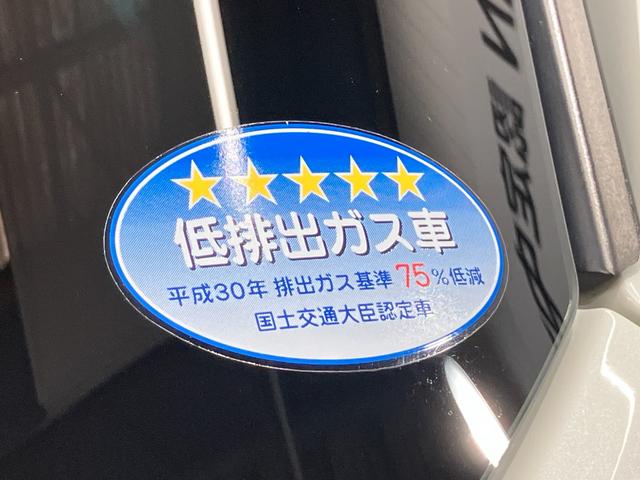 低排出ガス車
平成30年 排出ガス基準 75%低減
国土交通大臣認定車